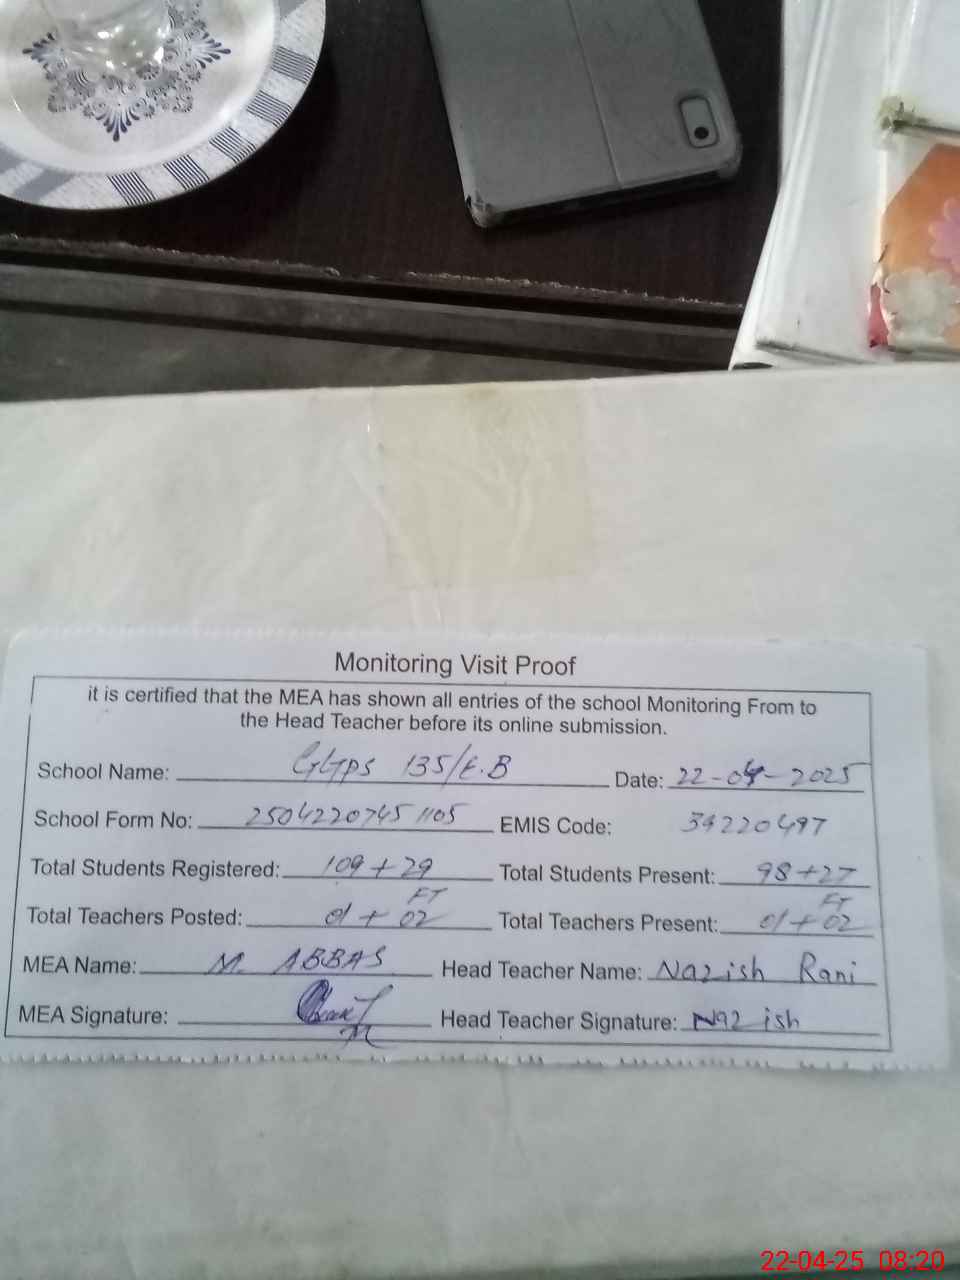 Monitoring Visit Proof
it is certified that the MEA has shown all entries of the school Monitoring From to
the Head Teacher before its online submission.
School Name: GGPS 135/E.B Date: 22-04-2025
School Form No: 25042207451105 EMIS Code: 39220497
Total Students Registered: 109+29 Total Students Present: 98+27
Total Teachers Posted: 01 + 02 FT Total Teachers Present: 01 + 02 FT
MEA Name: M. ABBAS Head Teacher Name: Nazish Rani
MEA Signature: Head Teacher Signature: Nazish
22-04-25 08:20